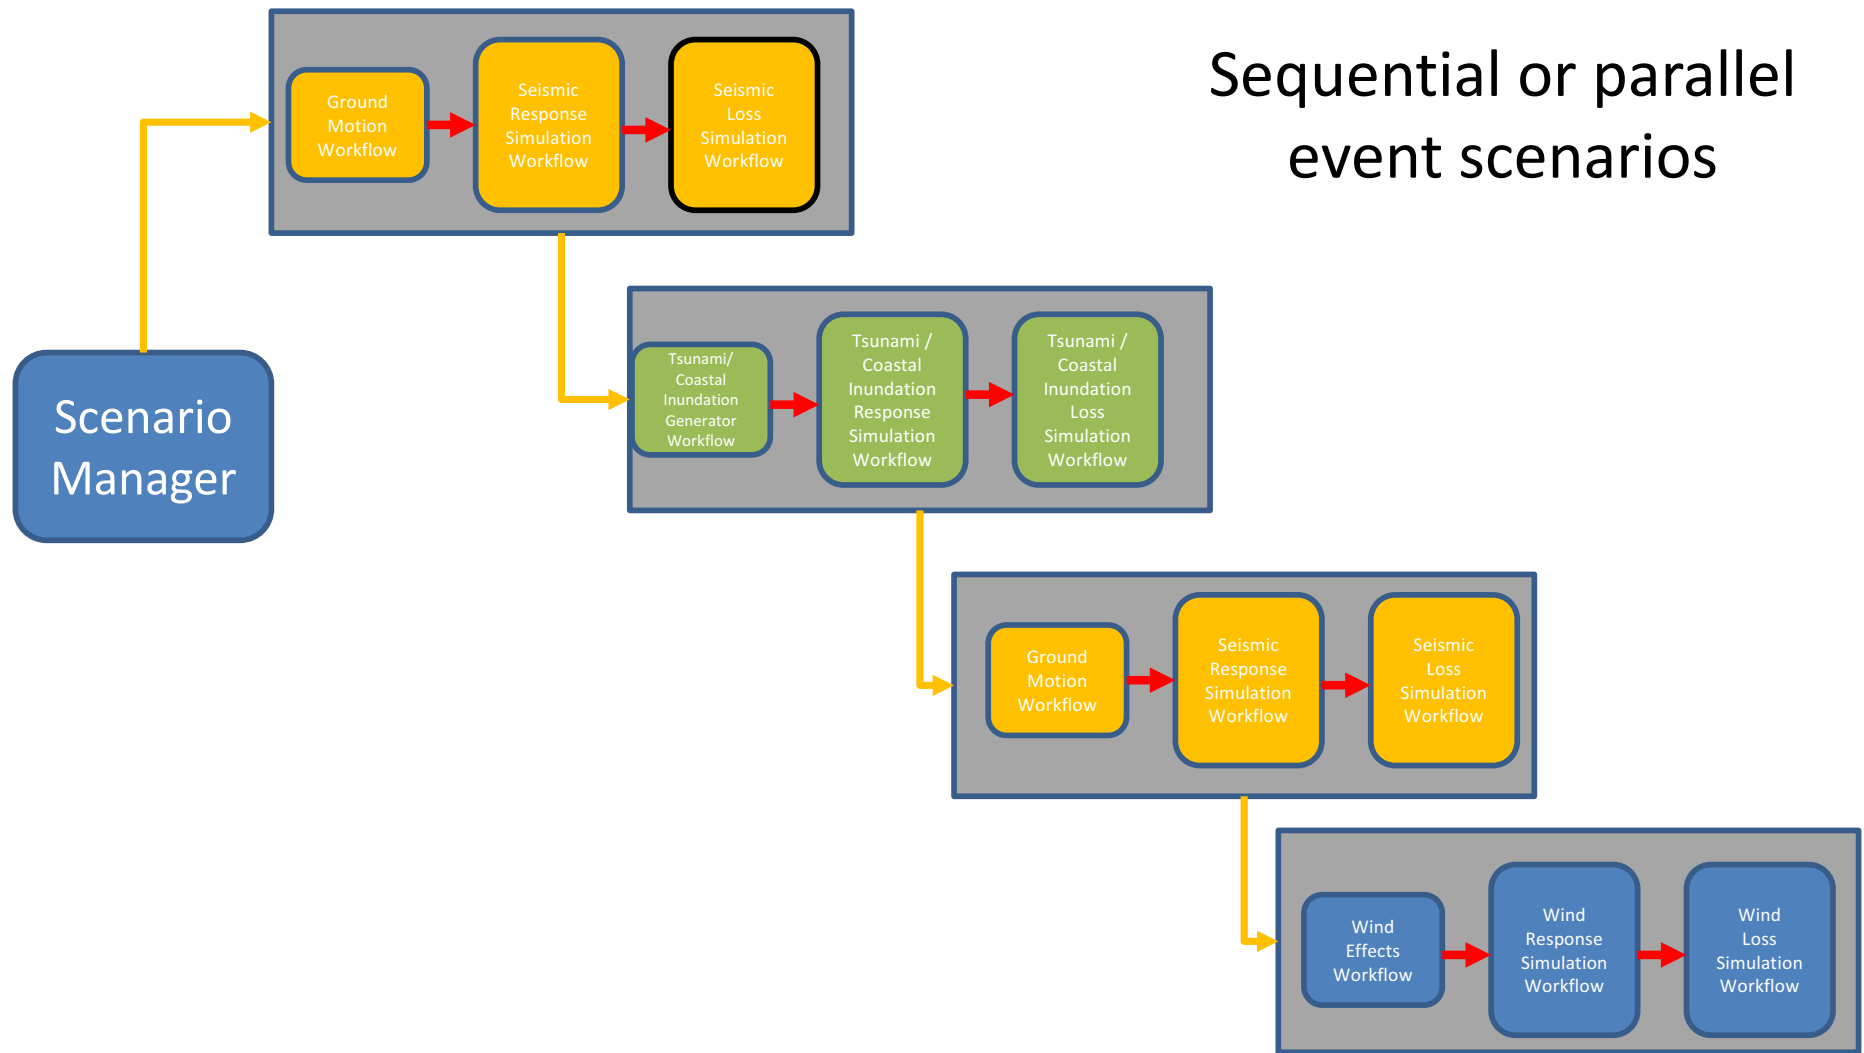 Sequential or parallel
event scenarios
Ground
Motion
Workflow
Seismic
Response
Simulation
Workflow
Seismic
Loss
Simulation
Workflow
Scenario
Manager
Tsunami/
Coastal
Inundation
Generator
Workflow
Tsunami /
Coastal
Inundation
Response
Simulation
Workflow
Tsunami /
Coastal
Inundation
Loss
Simulation
Workflow
Ground
Motion
Workflow
Seismic
Response
Simulation
Workflow
Seismic
Loss
Simulation
Workflow
Wind
Effects
Workflow
Wind
Response
Simulation
Workflow
Wind
Loss
Simulation
Workflow